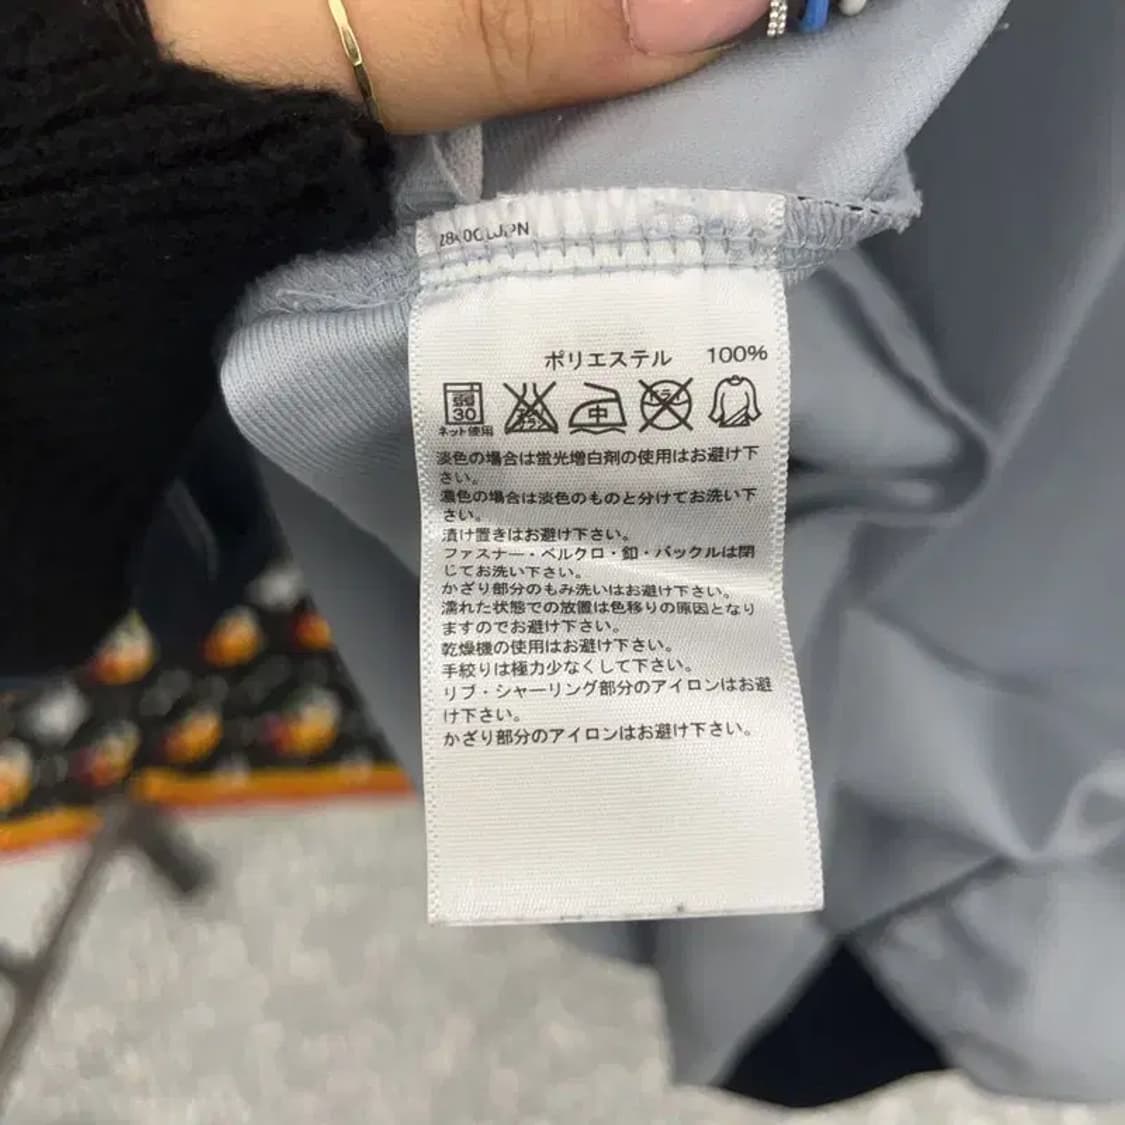 ポリエステル 100%
弱
30
ネット使用
中
淡色の場合は蛍光増白剤の使用はお避け下
さい。
濃色の場合は淡色のものと分けてお洗い下
さい。
漬け置きはお避け下さい。
ファスナー・ベルクロ・釦・バックルは閉
じてお洗い下さい。
かざり部分のもみ洗いはお避け下さい。
濡れた状態での放置は色移りの原因となり
ますのでお避け下さい。
乾燥機の使用はお避け下さい。
手絞りは極力少なくして下さい。
リブ・シャーリング部分のアイロンはお避
け下さい。
かざり部分のアイロンはお避け下さい。